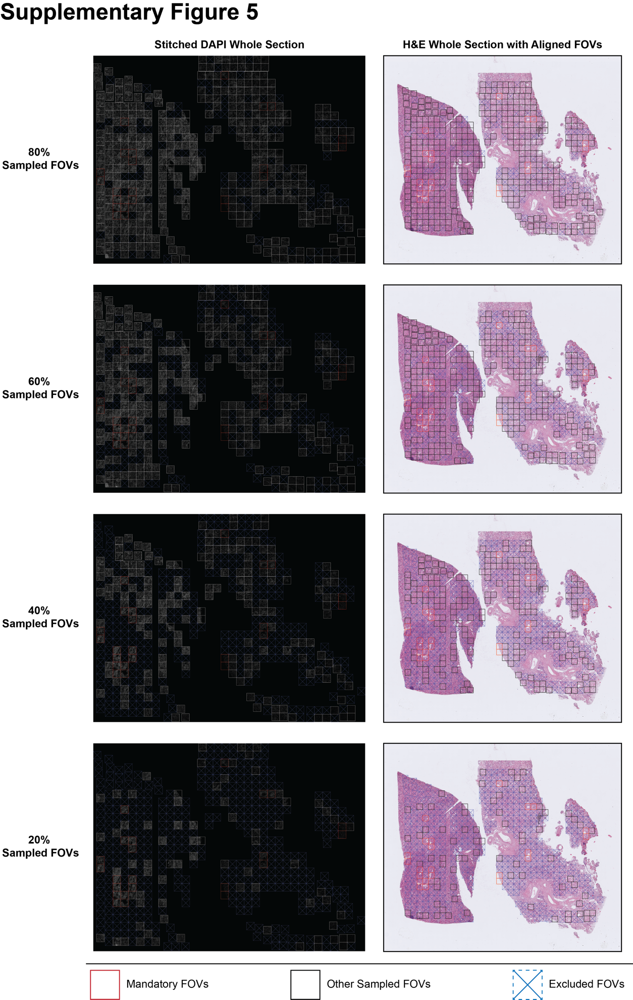 Supplementary Figure 5
Stitched DAPI Whole Section
H&E Whole Section with Aligned FOVs
80%
Sampled FOVs
60%
Sampled FOVs
40%
Sampled FOVs
20%
Sampled FOVs
Mandatory FOVs
Other Sampled FOVs
Excluded FOVs